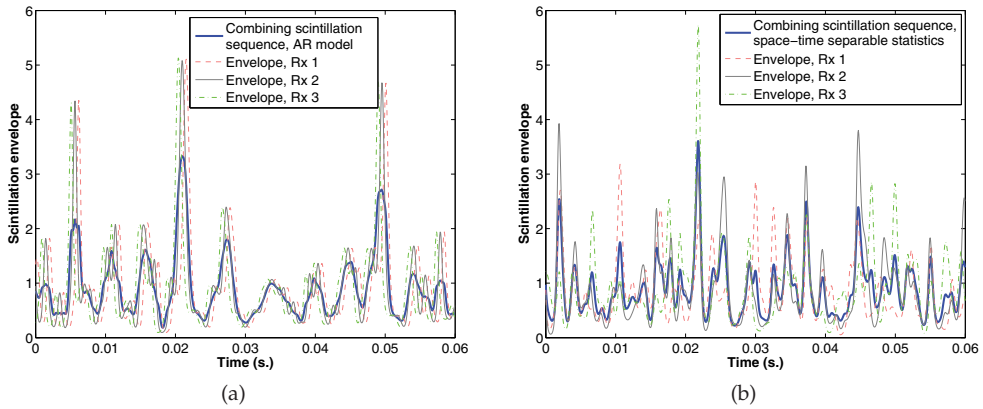 Scintillation envelope
6
5
4
3
2
1
0
Combining scintillation
sequence, AR model
Envelope, Rx 1
Envelope, Rx 2
Envelope, Rx 3
0 0.01 0.02 0.03 0.04 0.05 0.06
Time (s.)
(a)
Scintillation envelope
6
5
4
3
2
1
0
Combining scintillation sequence,
space−time separable statistics
Envelope, Rx 1
Envelope, Rx 2
Envelope, Rx 3
0 0.01 0.02 0.03 0.04 0.05 0.06
Time (s.)
(b)